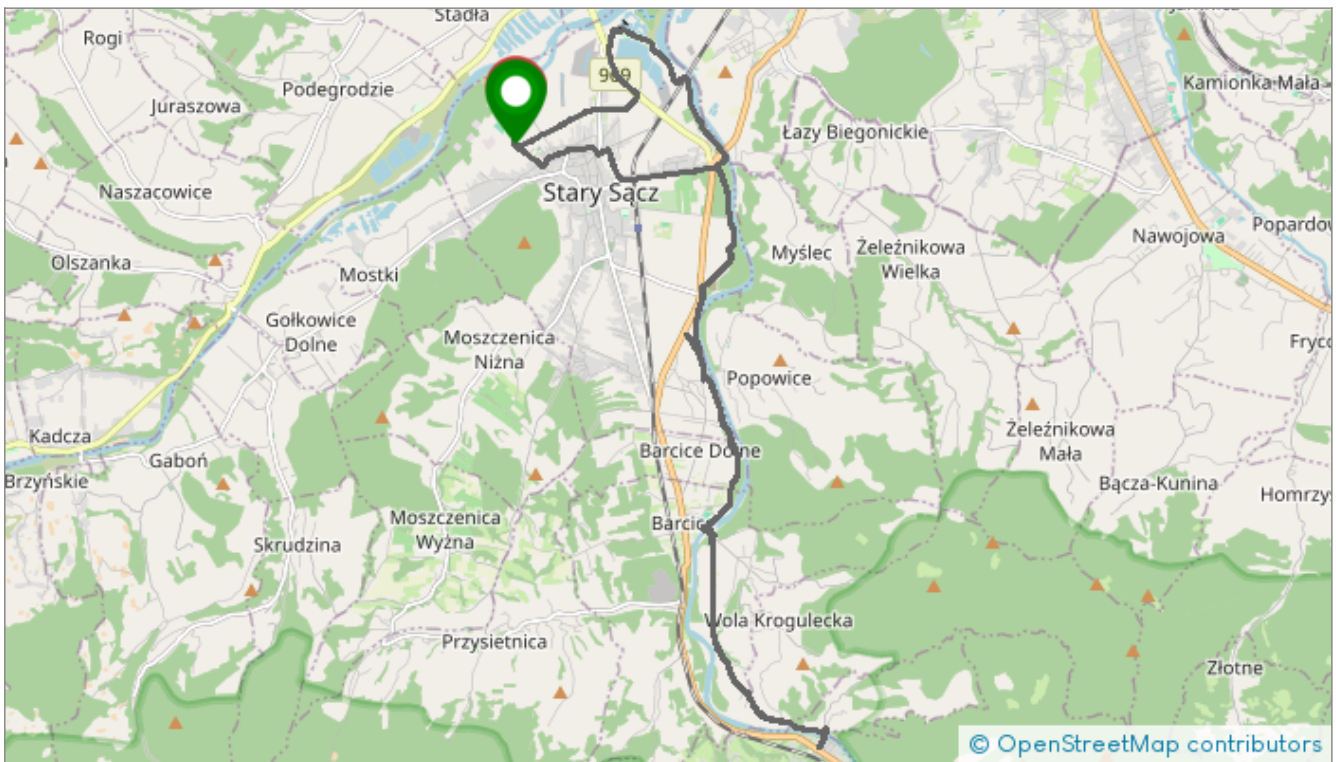 Stadła
Rogi
Podegrodzie
Juraszowa
969
Kamionka Mała
Łazy Biegonickie
Naszacowice
Stary Sącz
Popardow
Nawojowa
Olszanka
Mostki
Myślec
Żeleźnikowa
Wielka
Gołkowice
Dolne
Moszczenica
Niżna
Fryco
Popowice
Kadcza
Żeleźnikowa
Mała
Gaboń
Barcice Dolne
Brzyńskie
Bącza-Kunina
Homrzys
Moszczenica
Wyżna
Barcice
Skrudzina
Wola Krogulecka
Przysietnica
Złotne
© OpenStreetMap contributors